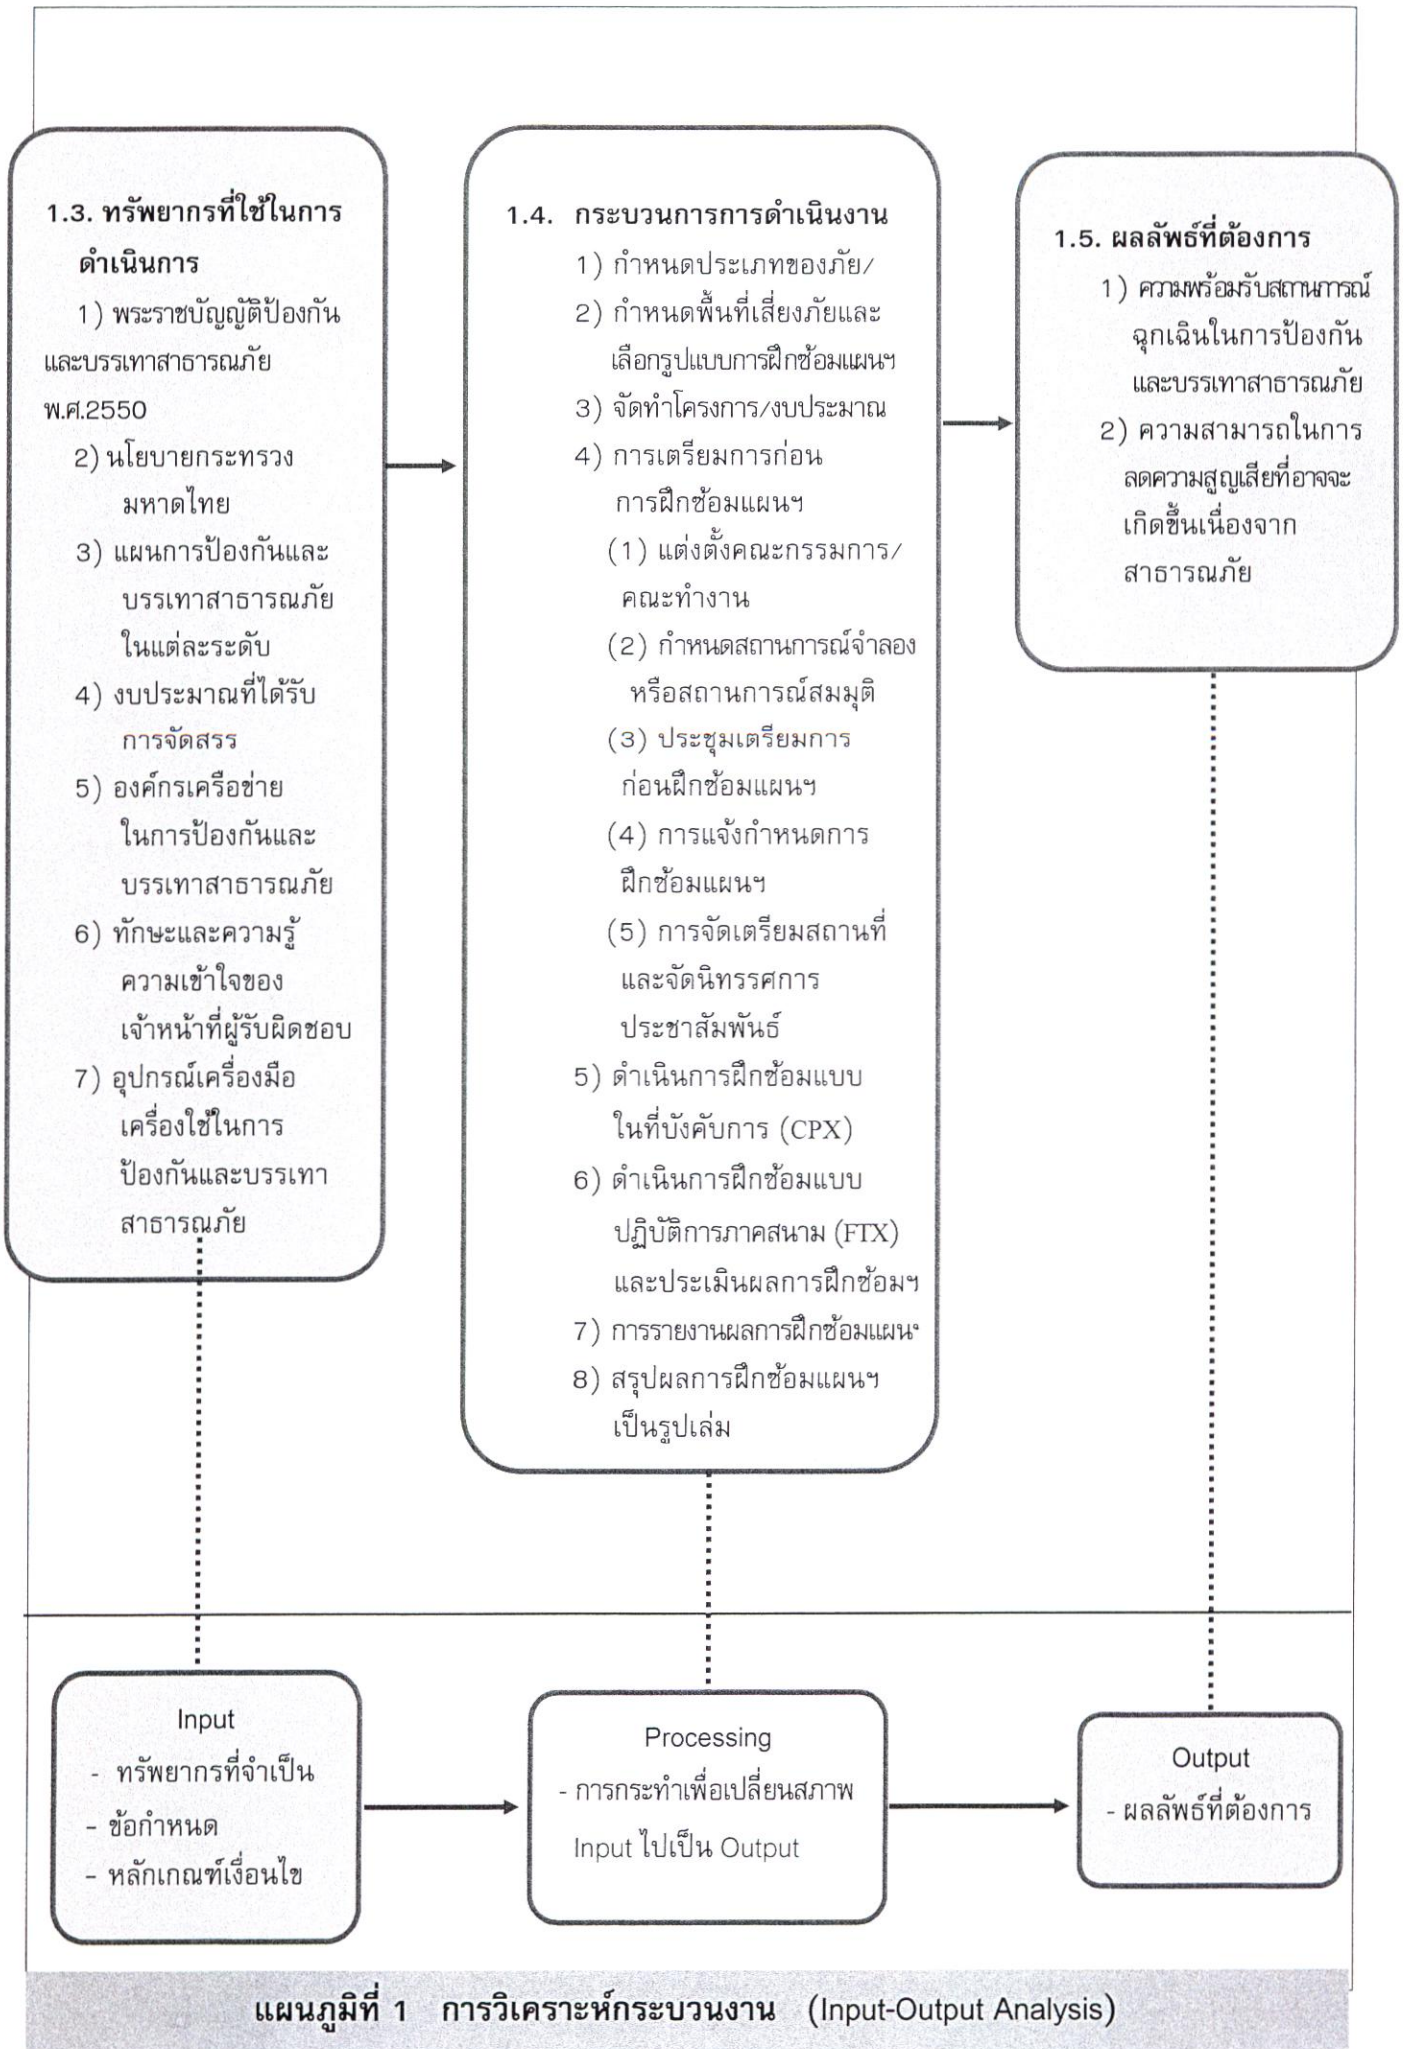 1.3. ทรัพยากรที่ใช้ในการ
ดำเนินการ
1) พระราชบัญญัติป้องกัน
และบรรเทาสาธารณภัย
พ.ศ.2550
2) นโยบายกระทรวง
มหาดไทย
3) แผนการป้องกันและ
บรรเทาสาธารณภัย
ในแต่ละระดับ
4) งบประมาณที่ได้รับ
การจัดสรร
5) องค์กรเครือข่าย
ในการป้องกันและ
บรรเทาสาธารณภัย
6) ทักษะและความรู้
ความเข้าใจของ
เจ้าหน้าที่ผู้รับผิดชอบ
7) อุปกรณ์เครื่องมือ
เครื่องใช้ในการ
ป้องกันและบรรเทา
สาธารณภัย
1.4. กระบวนการการดำเนินงาน
1) กำหนดประเภทของภัย/
2) กำหนดพื้นที่เสี่ยงภัยและ
เลือกรูปแบบการฝึกซ้อมแผนฯ
3) จัดทำโครงการ/งบประมาณ
4) การเตรียมการก่อน
การฝึกซ้อมแผนฯ
(1) แต่งตั้งคณะกรรมการ/
คณะทำงาน
(2) กำหนดสถานการณ์จำลอง
หรือสถานการณ์สมมุติ
(3) ประชุมเตรียมการ
ก่อนฝึกซ้อมแผนฯ
(4) การแจ้งกำหนดการ
ฝึกซ้อมแผนฯ
(5) การจัดเตรียมสถานที่
และจัดนิทรรศการ
ประชาสัมพันธ์
5) ดำเนินการฝึกซ้อมแบบ
ในที่บังคับการ (CPX)
6) ดำเนินการฝึกซ้อมแบบ
ปฏิบัติการภาคสนาม (FTX)
และประเมินผลการฝึกซ้อมฯ
7) การรายงานผลการฝึกซ้อมแผนฯ
8) สรุปผลการฝึกซ้อมแผนฯ
เป็นรูปเล่ม
1.5. ผลลัพธ์ที่ต้องการ
1) ความพร้อมรับสถานการณ์
ฉุกเฉินในการป้องกัน
และบรรเทาสาธารณภัย
2) ความสามารถในการ
ลดความสูญเสียที่อาจจะ
เกิดขึ้นเนื่องจาก
สาธารณภัย
Input
- ทรัพยากรที่จำเป็น
- ข้อกำหนด
- หลักเกณฑ์เงื่อนไข
Processing
- การกระทำเพื่อเปลี่ยนสภาพ
Input ไปเป็น Output
Output
- ผลลัพธ์ที่ต้องการ
แผนภูมิที่ 1 การวิเคราะห์กระบวนงาน (Input-Output Analysis)